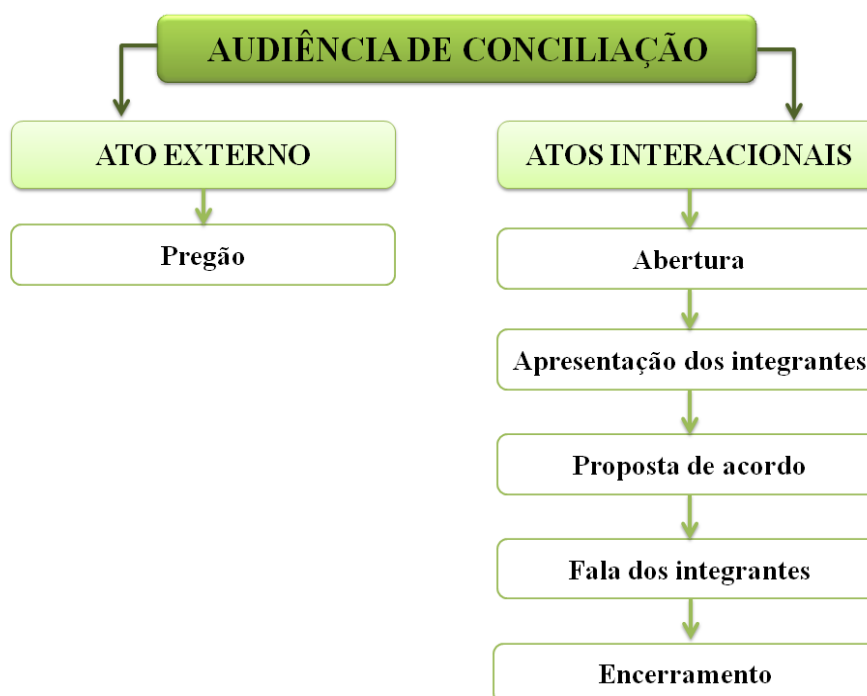 AUDIÊNCIA DE CONCILIAÇÃO
ATO EXTERNO
Pregão
ATOS INTERACIONAIS
Abertura
Apresentação dos integrantes
Proposta de acordo
Fala dos integrantes
Encerramento